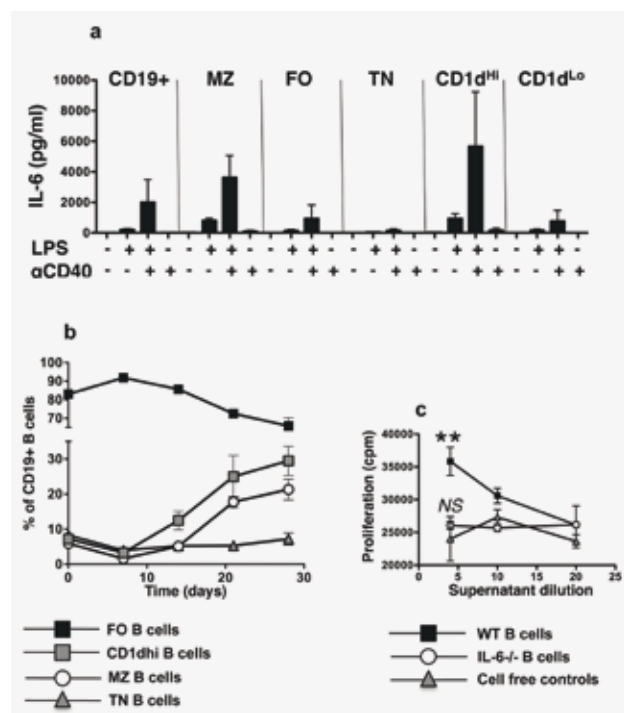 a
CD19+ MZ FO TN CD1dHi CD1dLo
10000
8000
6000
4000
2000
0
IL-6 (pg/ml)
LPS - + + - - + + - - + + - - + + - - + + - - + + -
αCD40 - - + + - - + + - - + + - - + + - - + + - - + +
b
100
90
80
70
30
20
10
0
% of CD19+ B cells
0 10 20 30
Time (days)
FO B cells
CD1dhi B cells
MZ B cells
TN B cells
c
**
NS
40000
35000
30000
25000
20000
Proliferation (cpm)
0 5 10 15 20 25
Supernatant dilution
WT B cells
IL-6-/- B cells
Cell free controls